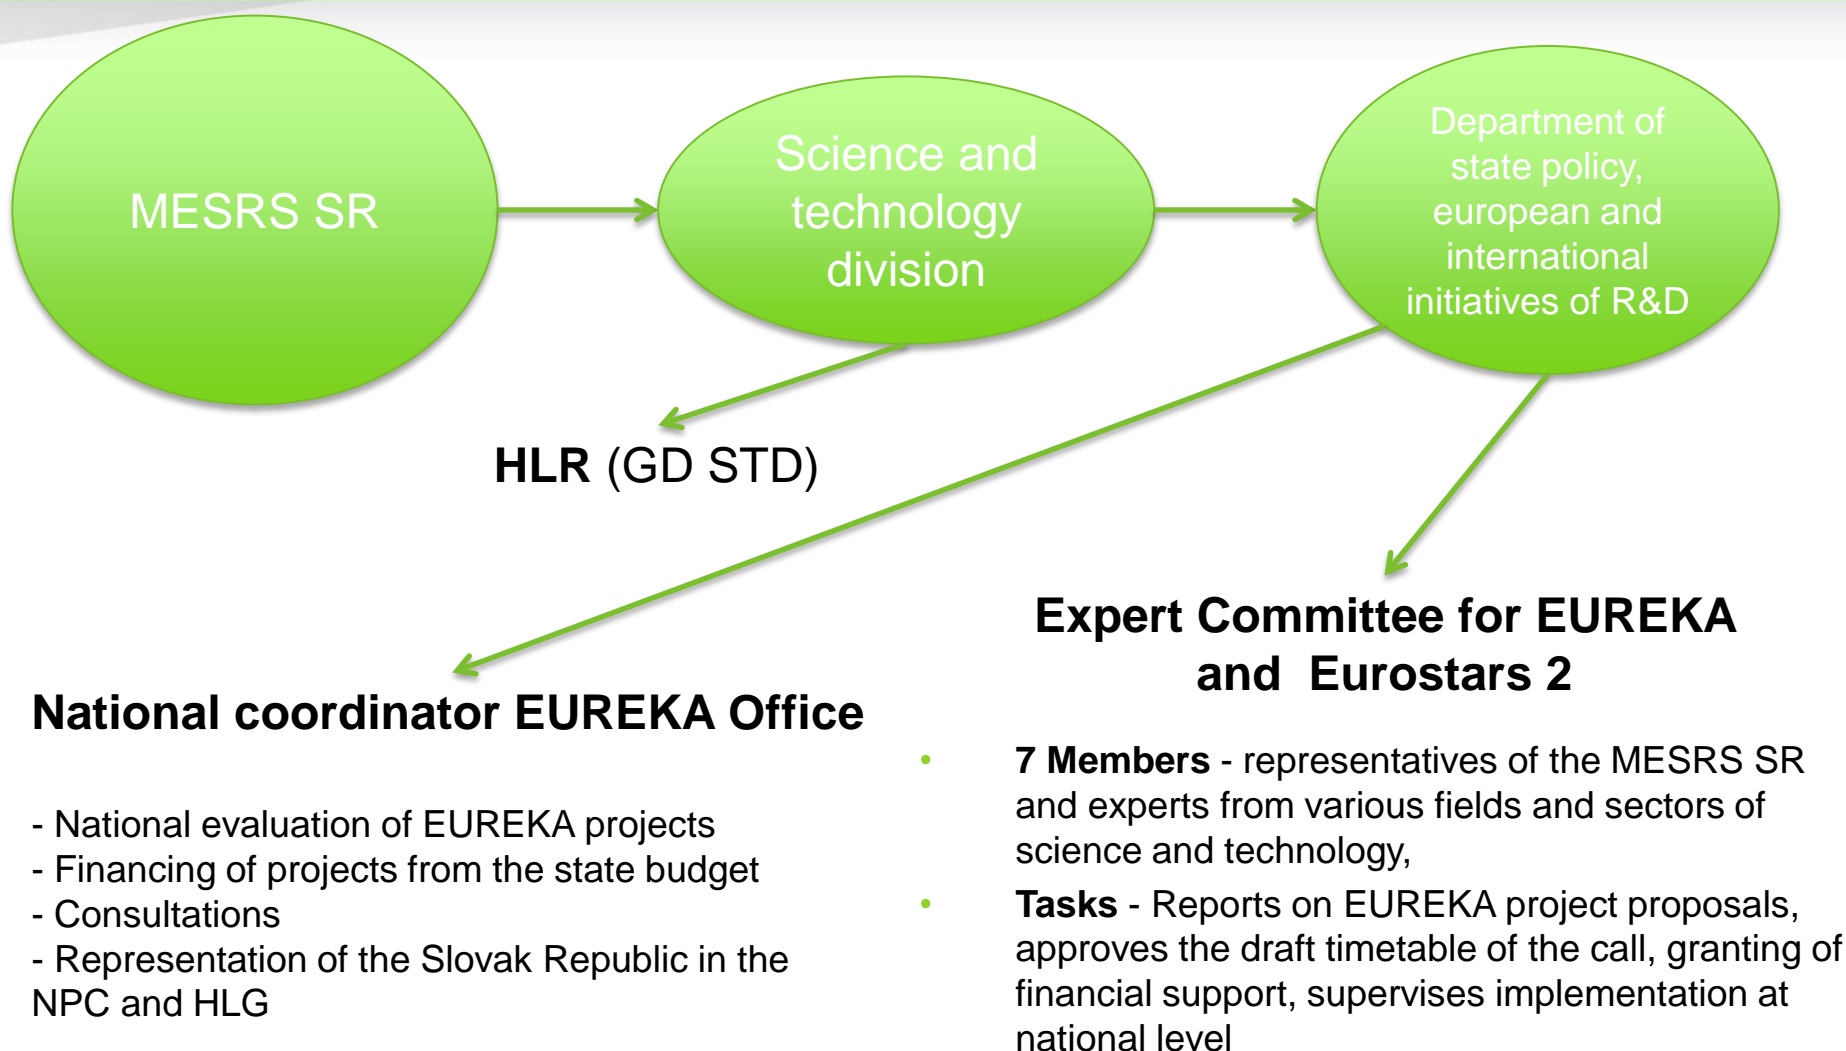 MESRS SR
Science and
technology
division
Department of
state policy,
european and
international
initiatives of R&D
HLR (GD STD)
National coordinator EUREKA Office
- National evaluation of EUREKA projects
- Financing of projects from the state budget
- Consultations
- Representation of the Slovak Republic in the
NPC and HLG
Expert Committee for EUREKA
and Eurostars 2
• 7 Members - representatives of the MESRS SR
and experts from various fields and sectors of
science and technology,
• Tasks - Reports on EUREKA project proposals,
approves the draft timetable of the call, granting of
financial support, supervises implementation at
national level